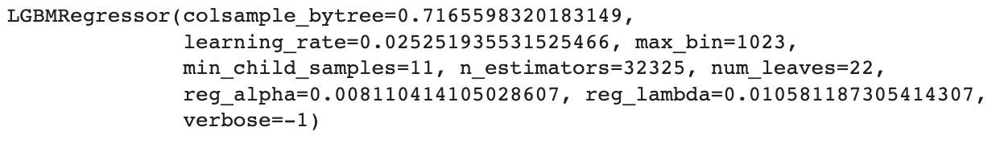 LGBMRegressor(colsample_bytree=0.7165598320183149,
learning_rate=0.025251935531525466, max_bin=1023,
min_child_samples=11, n_estimators=32325, num_leaves=22,
reg_alpha=0.008110414105028607, reg_lambda=0.010581187305414307,
verbose=-1)